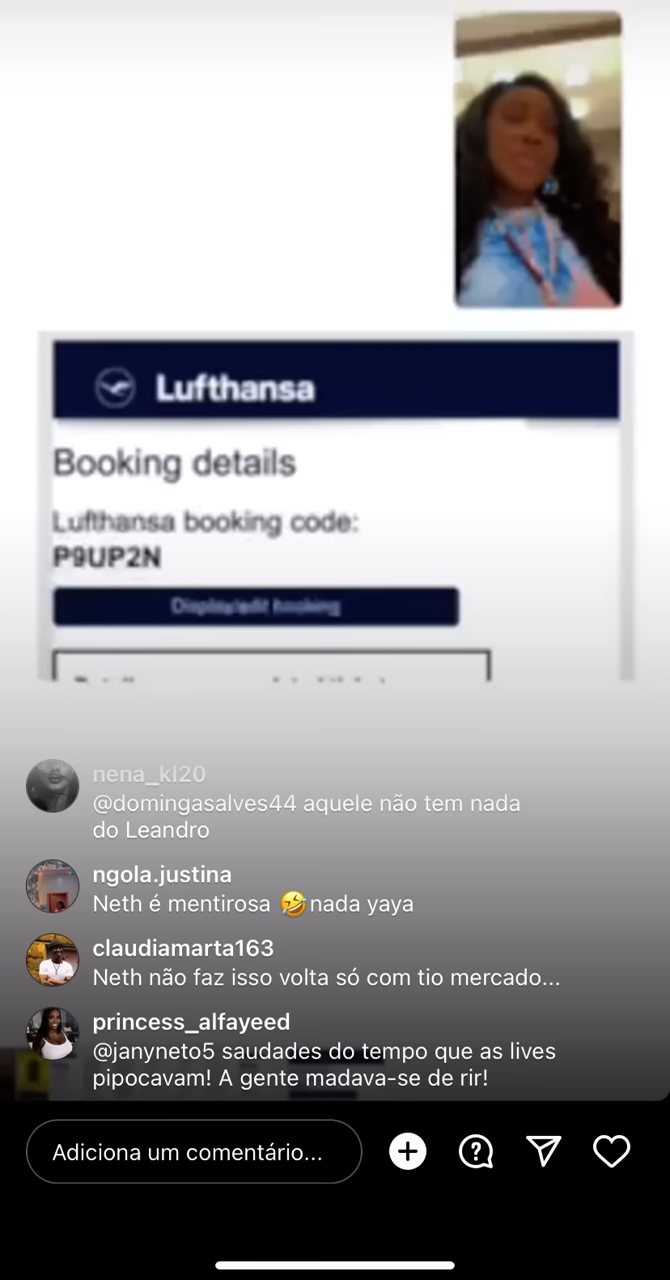 Lufthansa
Booking details
Lufthansa booking code:
P9UP2N
Display/edit booking
nena_kl20
@domingasalves44 aquele não tem nada
do Leandro
ngola.justina
Neth é mentirosa 🤣nada yaya
claudiamarta163
Neth não faz isso volta só com tio mercado...
princess_alfayeed
@janyneto5 saudades do tempo que as lives
pipocavam! A gente madava-se de rir!
Adiciona um comentário...